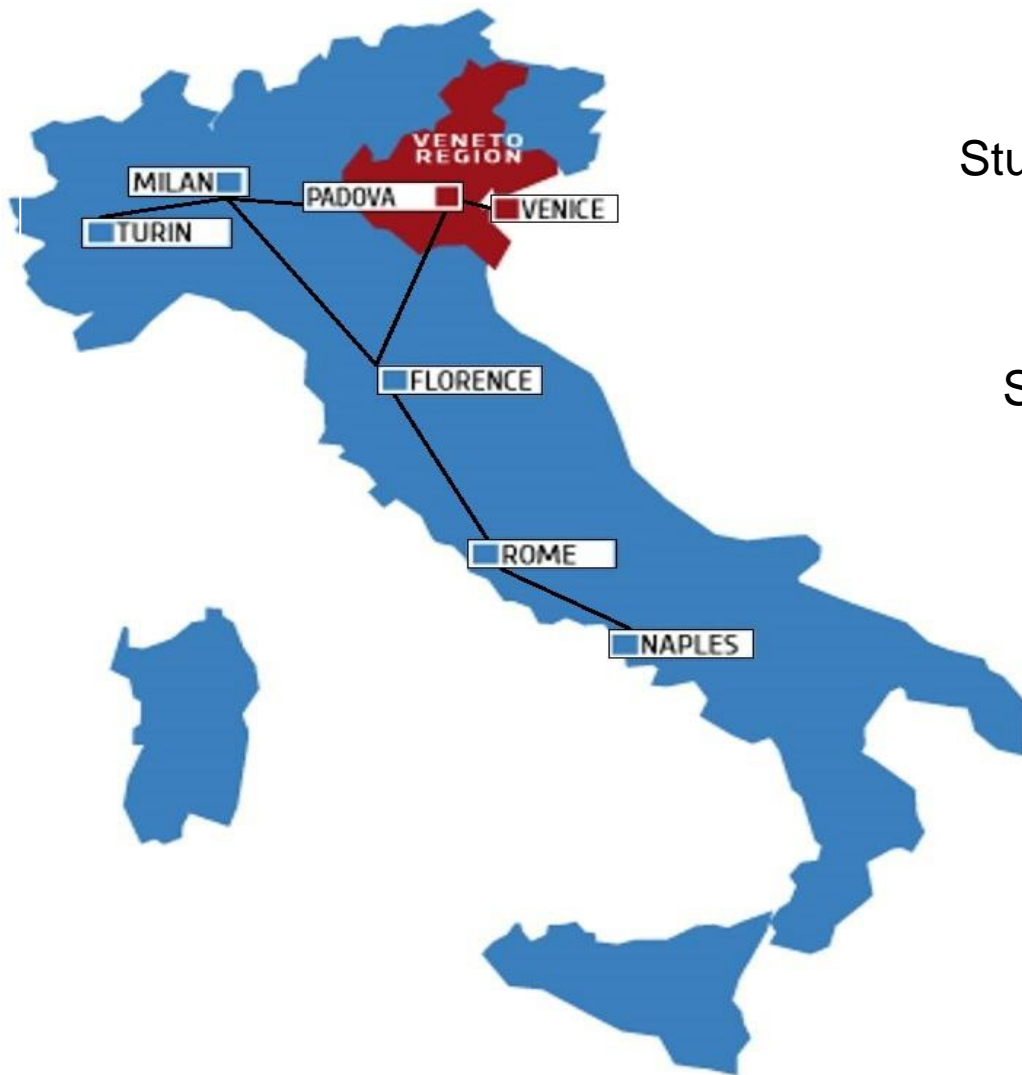 VENETO
REGION
MILAN
PADOVA
VENICE
TURIN
FLORENCE
ROME
NAPLES